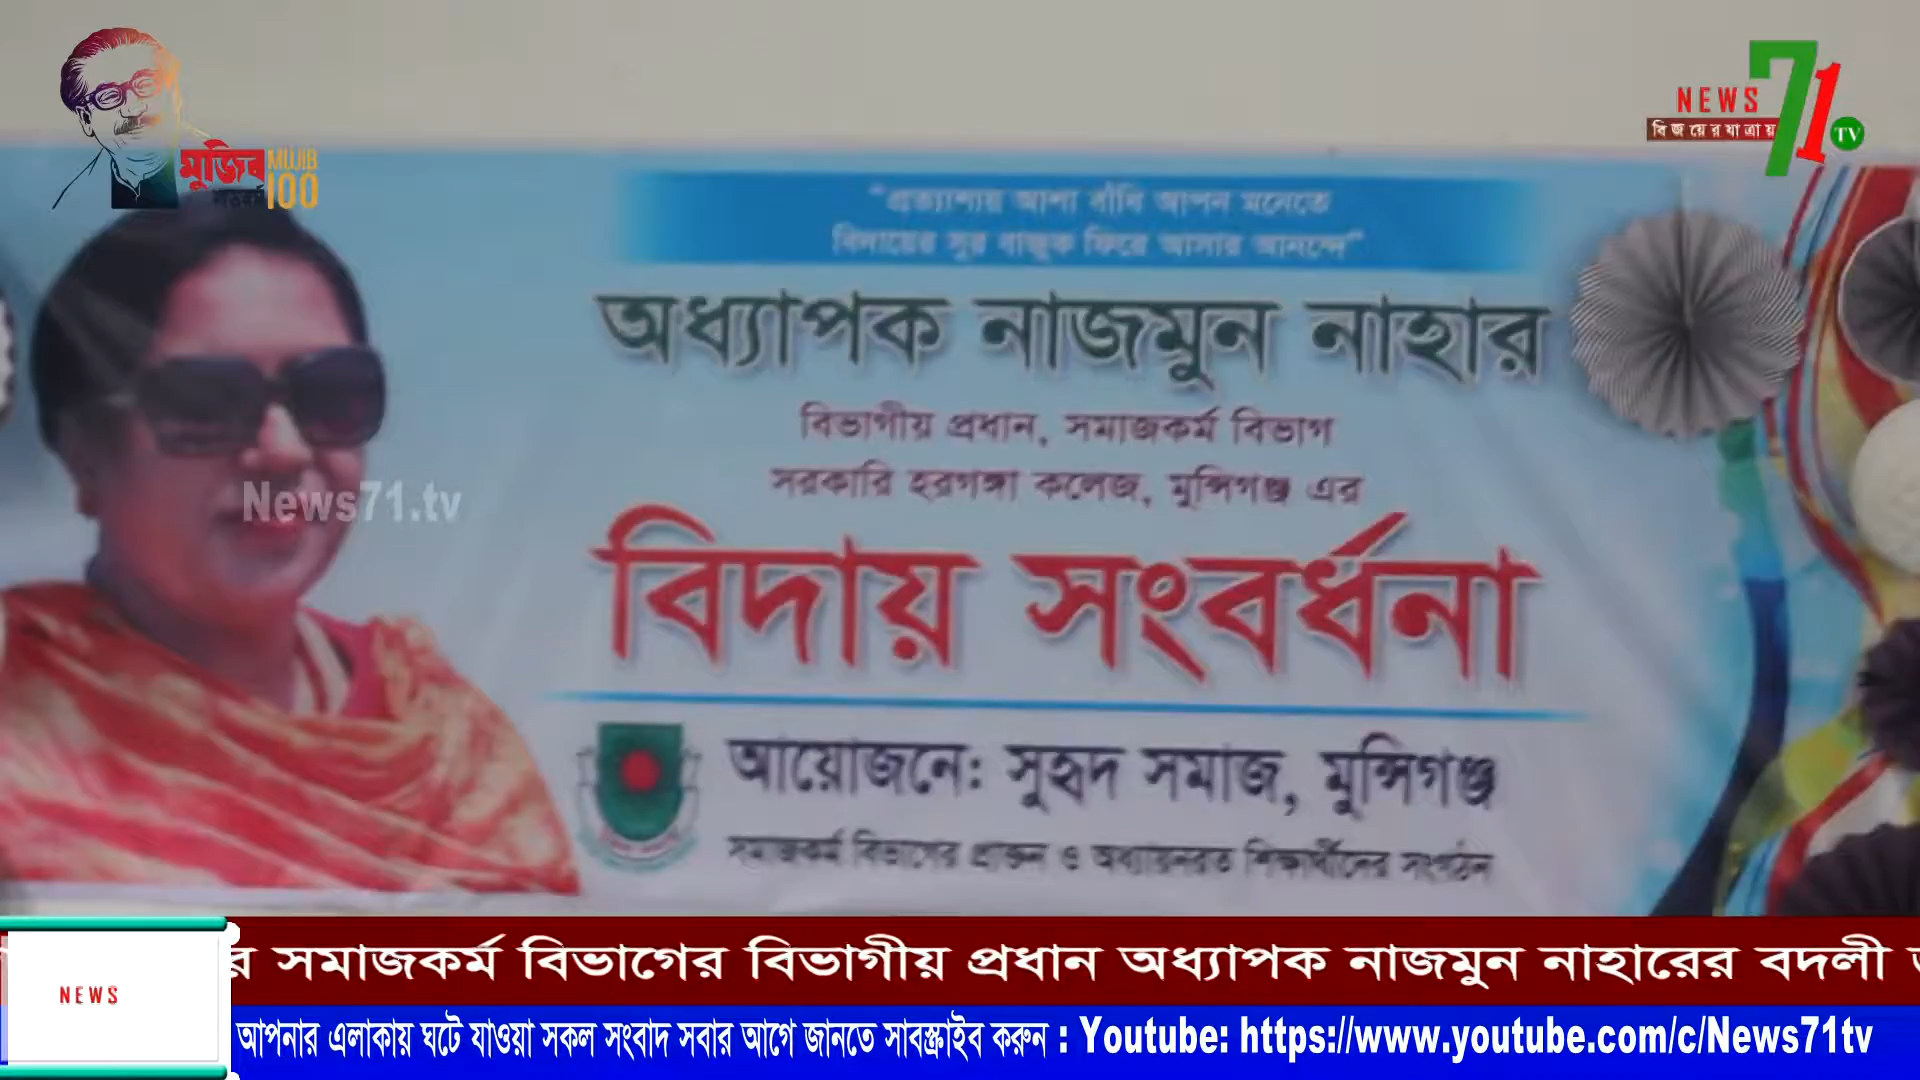 মুজিব MUJIB
শতবর্ষ 100
NEWS 71 TV
বিজয়ের যাত্রায়
"প্রত্যাশায় আশা বাঁধি আপন মনেতে
বিদায়ের সুর বাজুক ফিরে আসার আনন্দে"
অধ্যাপক নাজমুন নাহার
বিভাগীয় প্রধান, সমাজকর্ম বিভাগ
সরকারি হরগঙ্গা কলেজ, মুন্সিগঞ্জ এর
News71.tv
বিদায় সংবর্ধনা
আয়োজনে: সুহৃদ সমাজ, মুন্সিগঞ্জ
সমাজকর্ম বিভাগের প্রাক্তন ও অধ্যয়নরত শিক্ষার্থীদের সংগঠন
র সমাজকর্ম বিভাগের বিভাগীয় প্রধান অধ্যাপক নাজমুন নাহারের বদলী
NEWS
আপনার এলাকায় ঘটে যাওয়া সকল সংবাদ সবার আগে জানতে সাবস্ক্রাইব করুন : Youtube: https://www.youtube.com/c/News71tv